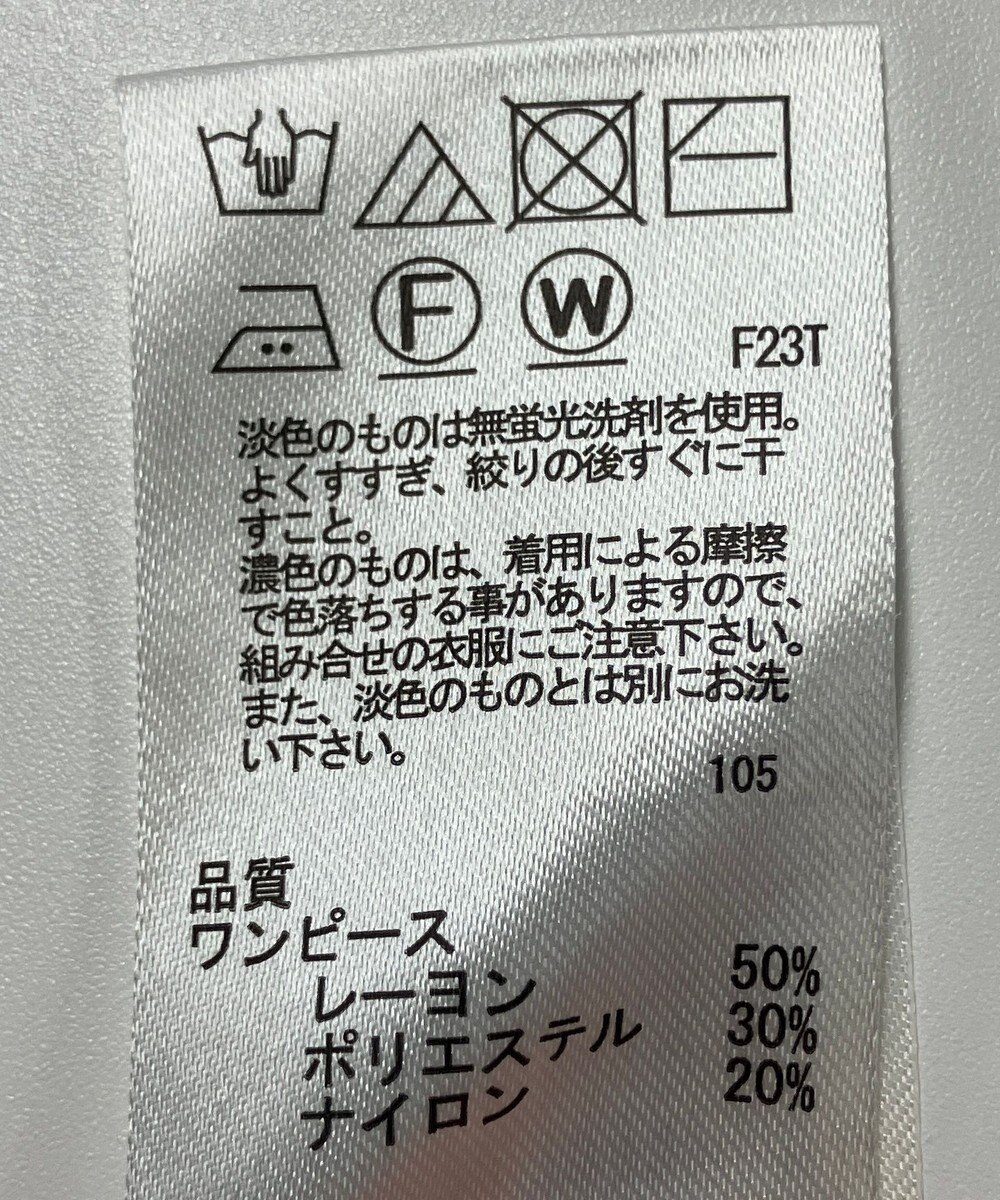 F W F23T
淡色のものは無蛍光洗剤を使用。
よくすすぎ、絞りの後すぐに干
すこと。
濃色のものは、着用による摩擦
で色落ちする事がありますので、
組み合せの衣服にご注意下さい。
また、淡色のものとは別にお洗
い下さい。
105
品質
ワンピース
レーヨン 50%
ポリエステル 30%
ナイロン 20%